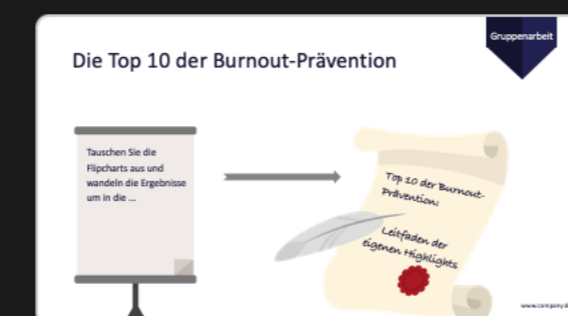 Gruppenarbeit
Die Top 10 der Burnout-Prävention
Tauschen Sie die
Flipcharts aus und
wandeln die Ergebnisse
um in die ...
Top 10 der Burnout-
Prävention:
Leitfaden der
eigenen Highlights